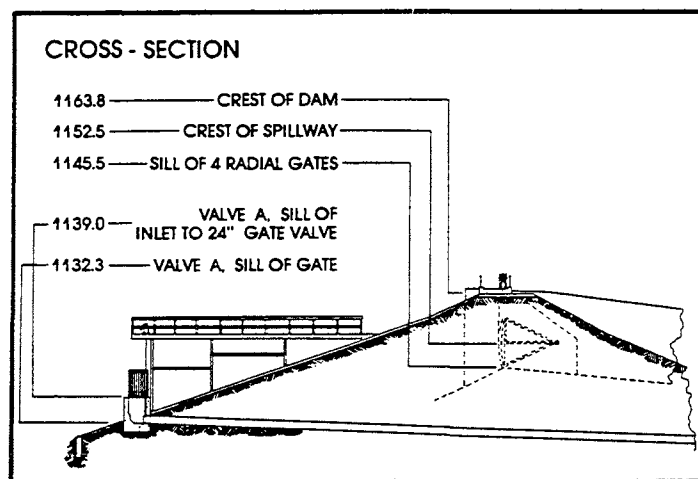 CROSS - SECTION
1163.8 CREST OF DAM
1152.5 CREST OF SPILLWAY
1145.5 SILL OF 4 RADIAL GATES
1139.0 VALVE A, SILL OF
INLET TO 24" GATE VALVE
1132.3 VALVE A, SILL OF GATE